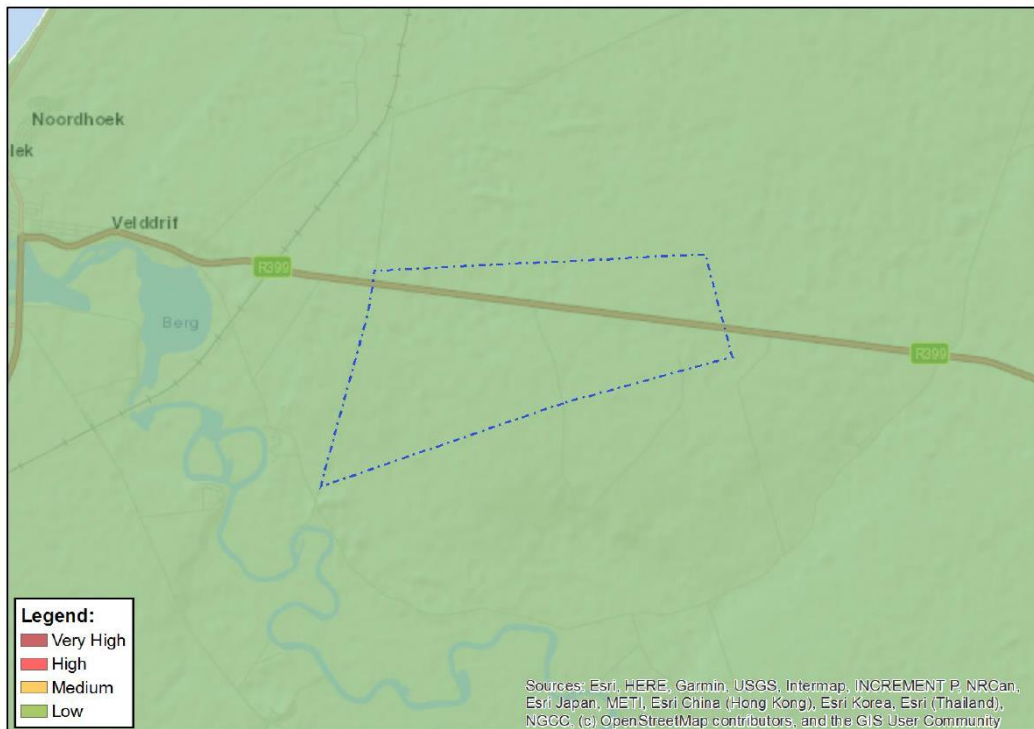 Noordhoek
lek
Velddrif
R399
Berg
R399
Legend:
Very High
High
Medium
Low
Sources: Esri, HERE, Garmin, USGS, Intermap, INCREMENT P, NRCan,
Esri Japan, METI, Esri China (Hong Kong), Esri Korea, Esri (Thailand),
NGCC, (c) OpenStreetMap contributors, and the GIS User Community